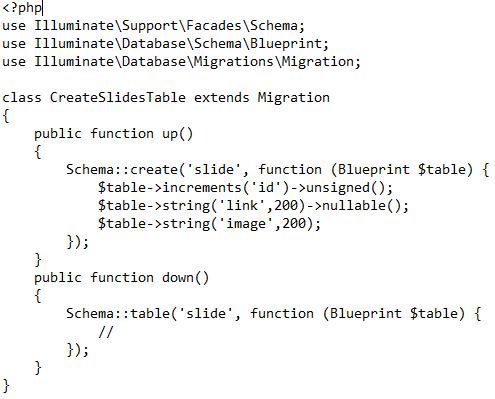 <?php
use Illuminate\Support\Facades\Schema;
use Illuminate\Database\Schema\Blueprint;
use Illuminate\Database\Migrations\Migration;

class CreateSlidesTable extends Migration
{
    public function up()
    {
        Schema::create('slide', function (Blueprint $table) {
            $table->increments('id')->unsigned();
            $table->string('link',200)->nullable();
            $table->string('image',200);
        });
    }
    public function down()
    {
        Schema::table('slide', function (Blueprint $table) {
            //
        });
    }
}